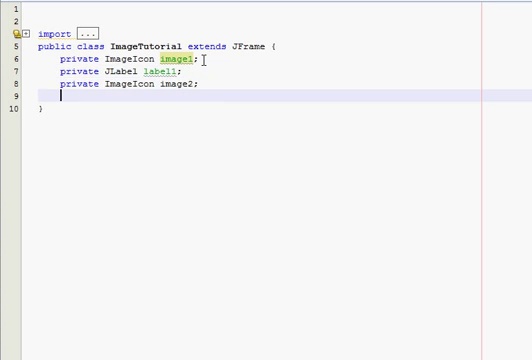 1
2
import ...
5 public class ImageTutorial extends JFrame {
6 private ImageIcon image1;
7 private JLabel label1;
8 private ImageIcon image2;
9
10 }